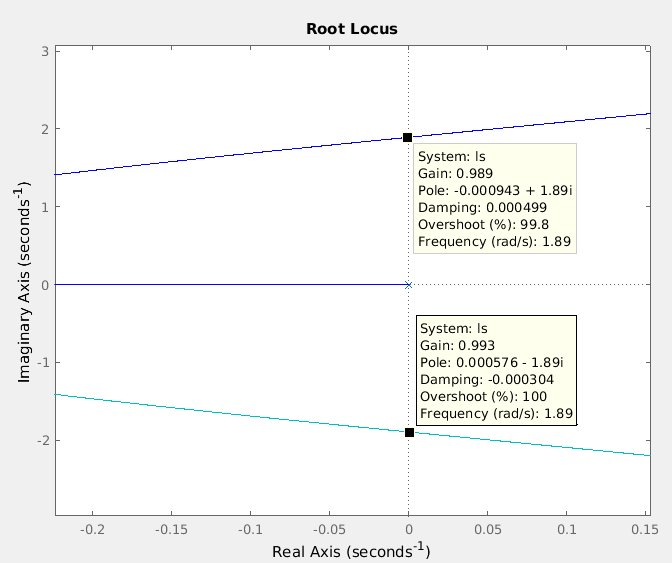 Root Locus
3
2
1
0
-1
-2
Imaginary Axis (seconds-1)
System: ls
Gain: 0.989
Pole: -0.000943 + 1.89i
Damping: 0.000499
Overshoot (%): 99.8
Frequency (rad/s): 1.89
System: ls
Gain: 0.993
Pole: 0.000576 - 1.89i
Damping: -0.000304
Overshoot (%): 100
Frequency (rad/s): 1.89
-0.2 -0.15 -0.1 -0.05 0 0.05 0.1 0.15
Real Axis (seconds-1)